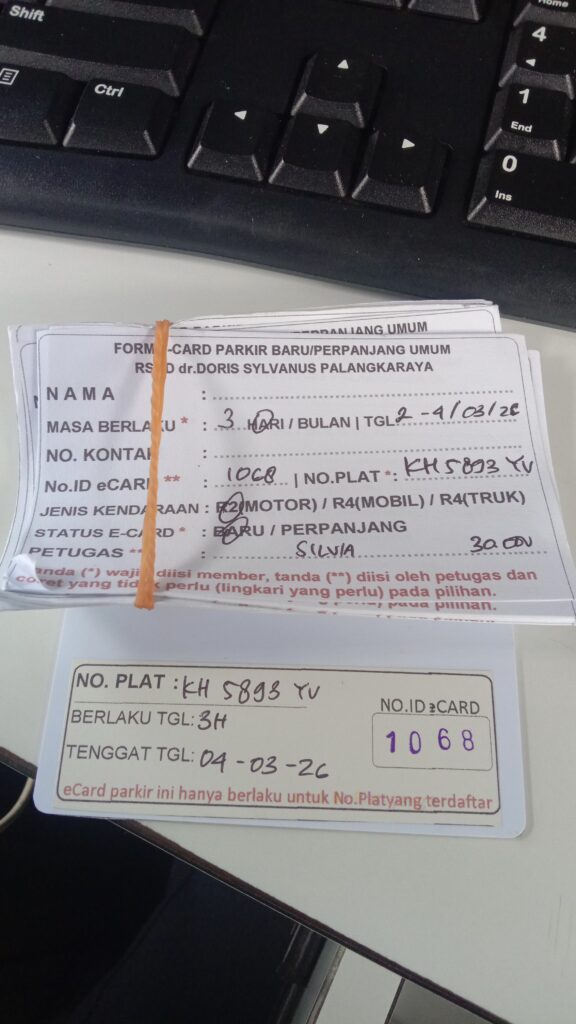 Shift
Ctrl
Home
4
1
End
0
Ins
PERPANJANG UMUM
FORM E-CARD PARKIR BARU/PERPANJANG UMUM
RSUD dr.DORIS SYLVANUS PALANGKARAYA
NAMA :
MASA BERLAKU * : 3 HARI / BULAN | TGL 2 - 4/03/26
NO. KONTAK :
No.ID eCARD ** : 1068 | NO.PLAT * : KH 5893 YV
JENIS KENDARAAN : R2(MOTOR) / R4(MOBIL) / R4(TRUK)
STATUS E-CARD * : BARU / PERPANJANG
PETUGAS ** : SILVIA 30.000
Tanda (*) wajib diisi member, tanda (**) diisi oleh petugas dan
coret yang tidak perlu (lingkari yang perlu) pada pilihan.
NO. PLAT : KH 5893 YV
BERLAKU TGL: 3H
NO.ID eCARD
1068
TENGGAT TGL: 04-03-26
eCard parkir ini hanya berlaku untuk No.Platyang terdaftar